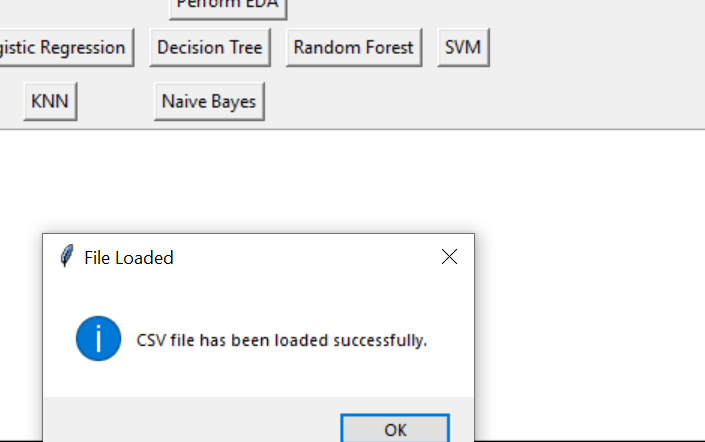 Perform EDA
gistic Regression Decision Tree Random Forest SVM
KNN Naive Bayes
File Loaded
CSV file has been loaded successfully.
OK